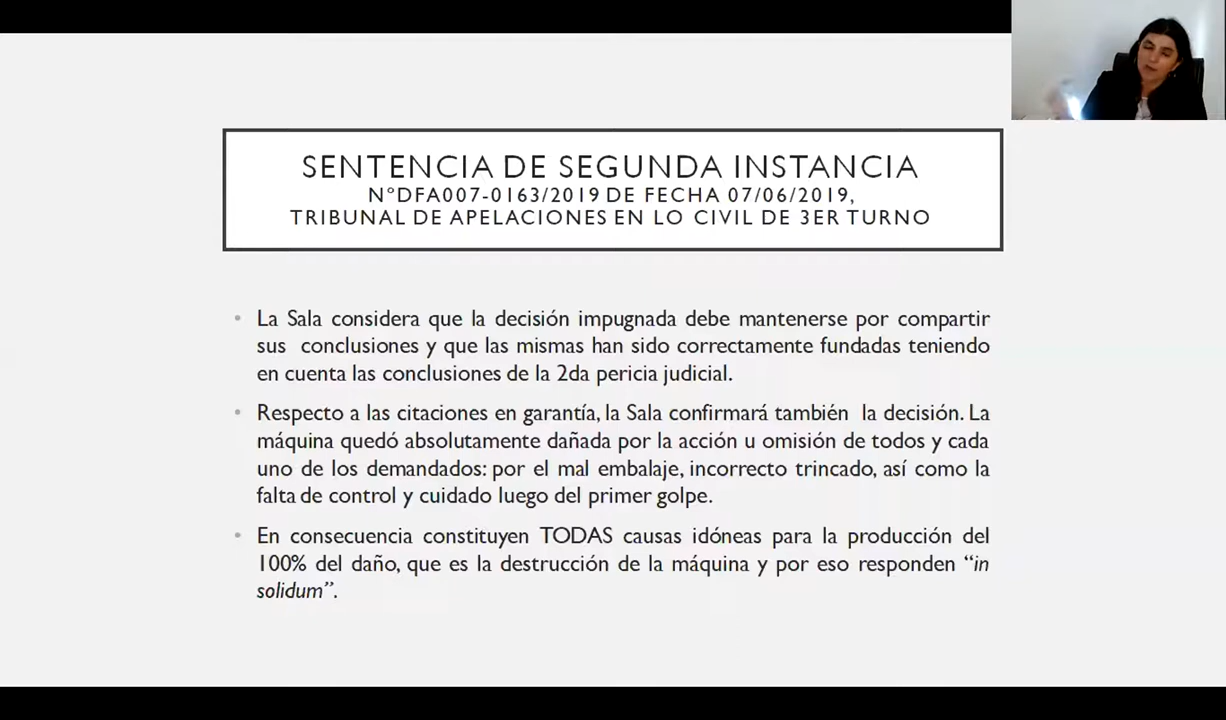 SENTENCIA DE SEGUNDA INSTANCIA
NºDFA007-0163/2019 DE FECHA 07/06/2019,
TRIBUNAL DE APELACIONES EN LO CIVIL DE 3ER TURNO
• La Sala considera que la decisión impugnada debe mantenerse por compartir
sus conclusiones y que las mismas han sido correctamente fundadas teniendo
en cuenta las conclusiones de la 2da pericia judicial.
• Respecto a las citaciones en garantía, la Sala confirmará también la decisión. La
máquina quedó absolutamente dañada por la acción u omisión de todos y cada
uno de los demandados: por el mal embalaje, incorrecto trincado, así como la
falta de control y cuidado luego del primer golpe.
• En consecuencia constituyen TODAS causas idóneas para la producción del
100% del daño, que es la destrucción de la máquina y por eso responden “in
solidum”.